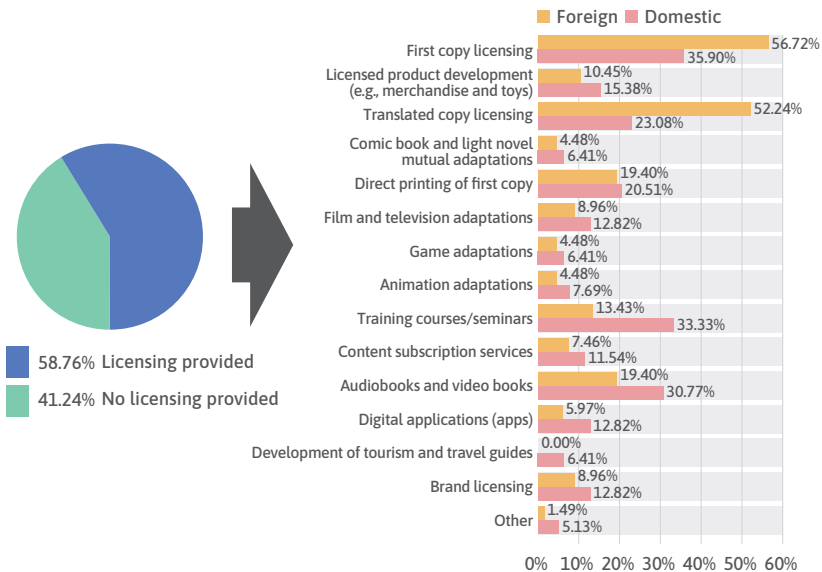 Foreign Domestic
First copy licensing 56.72%
35.90%
Licensed product development
(e.g., merchandise and toys)
10.45%
15.38%
Translated copy licensing 52.24%
23.08%
Comic book and light novel
mutual adaptations
4.48%
6.41%
Direct printing of first copy 19.40%
20.51%
Film and television adaptations 8.96%
12.82%
Game adaptations 4.48%
6.41%
Animation adaptations 4.48%
7.69%
Training courses/seminars 13.43%
33.33%
Content subscription services 7.46%
11.54%
Audiobooks and video books 19.40%
30.77%
Digital applications (apps) 5.97%
12.82%
Development of tourism and travel guides 0.00%
6.41%
Brand licensing 8.96%
12.82%
Other 1.49%
5.13%
0% 10% 20% 30% 40% 50% 60%
58.76% Licensing provided
41.24% No licensing provided